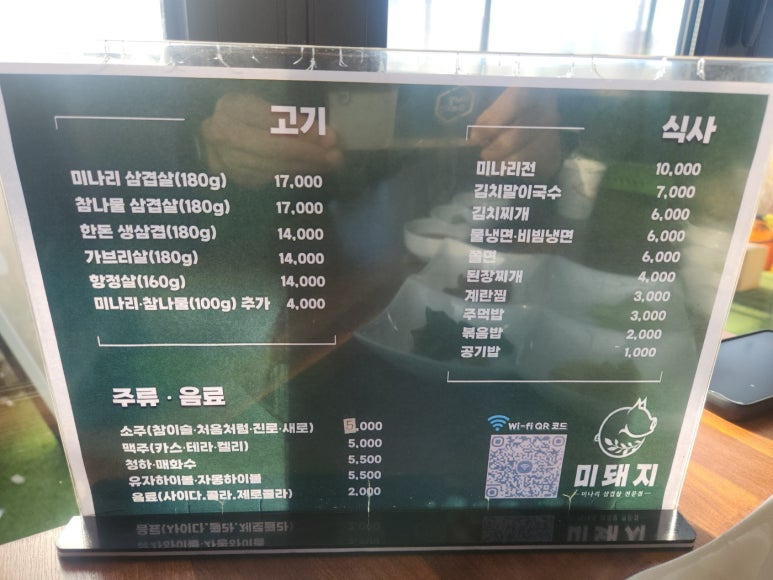 고기
미나리 삼겹살(180g) 17,000
참나물 삼겹살(180g) 17,000
한돈 생삼겹(180g) 14,000
가브리살(180g) 14,000
항정살(160g) 14,000
미나리·참나물(100g) 추가 4,000
식사
미나리전 10,000
김치말이국수 7,000
김치찌개 6,000
물냉면·비빔냉면 6,000
쫄면 6,000
된장찌개 4,000
계란찜 3,000
주먹밥 3,000
볶음밥 2,000
공기밥 1,000
주류·음료
소주(참이슬·처음처럼·진로·새로) 5,000
맥주(카스·테라·켈리) 5,000
청하·매화수 5,500
유자하이볼·자몽하이볼 5,500
음료(사이다,콜라,제로콜라) 2,000
Wi-fi QR 코드
미돼지
미나리 삼겹살 전문점